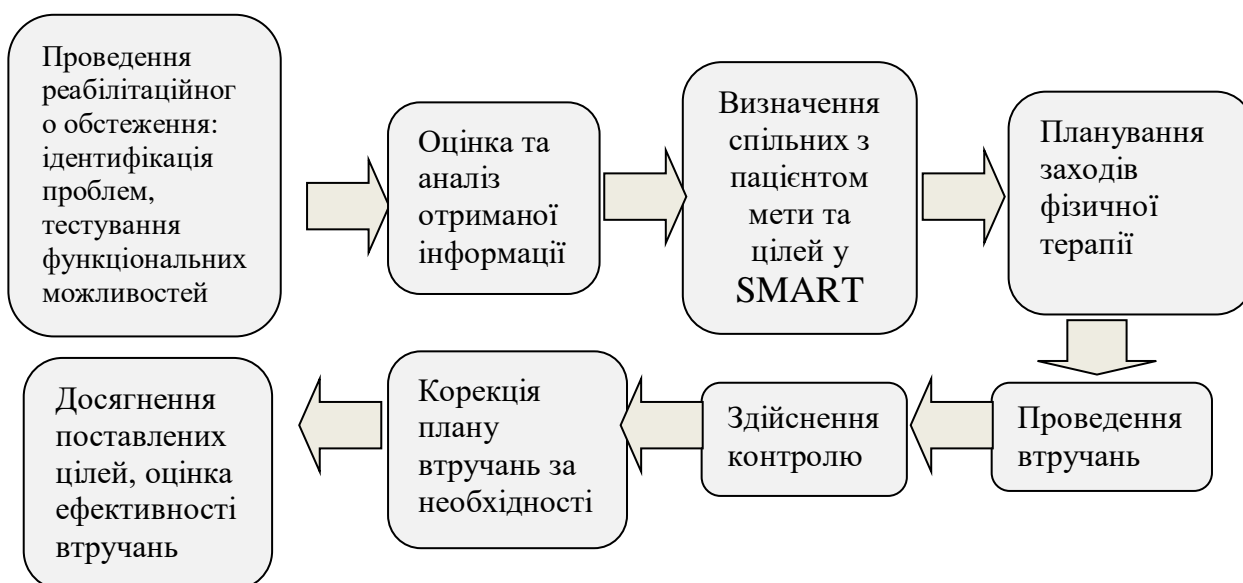 Проведення
реабілітаційног
о обстеження:
ідентифікація
проблем,
тестування
функціональних
можливостей
Оцінка та
аналіз
отриманої
інформації
Визначення
спільних з
пацієнтом
мети та
цілей у
SMART
Планування
заходів
фізичної
терапії
Проведення
втручань
Здійснення
контролю
Корекція
плану
втручань за
необхідності
Досягнення
поставлених
цілей, оцінка
ефективності
втручань